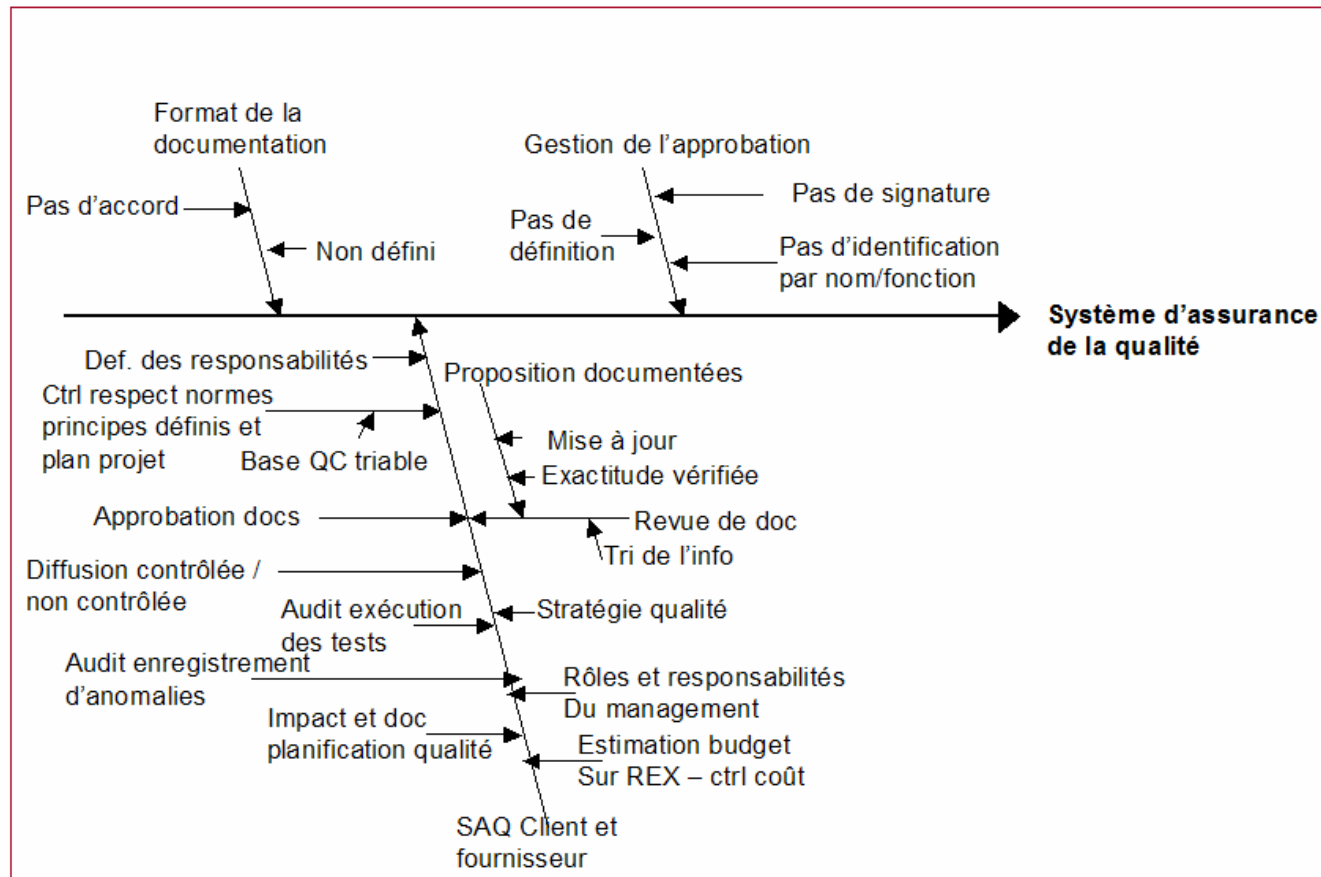 Format de la
documentation
Gestion de l’approbation
Pas d’accord
Non défini
Pas de signature
Pas de
définition
Pas d’identification
par nom/fonction
Système d’assurance
de la qualité
Def. des responsabilités
Proposition documentées
Ctrl respect normes
principes définis et
plan projet
Base QC triable
Mise à jour
Exactitude vérifiée
Approbation docs
Revue de doc
Tri de l’info
Diffusion contrôlée /
non contrôlée
Audit exécution
des tests
Stratégie qualité
Audit enregistrement
d’anomalies
Rôles et responsabilités
Du management
Impact et doc
planification qualité
Estimation budget
Sur REX – ctrl coût
SAQ Client et
fournisseur